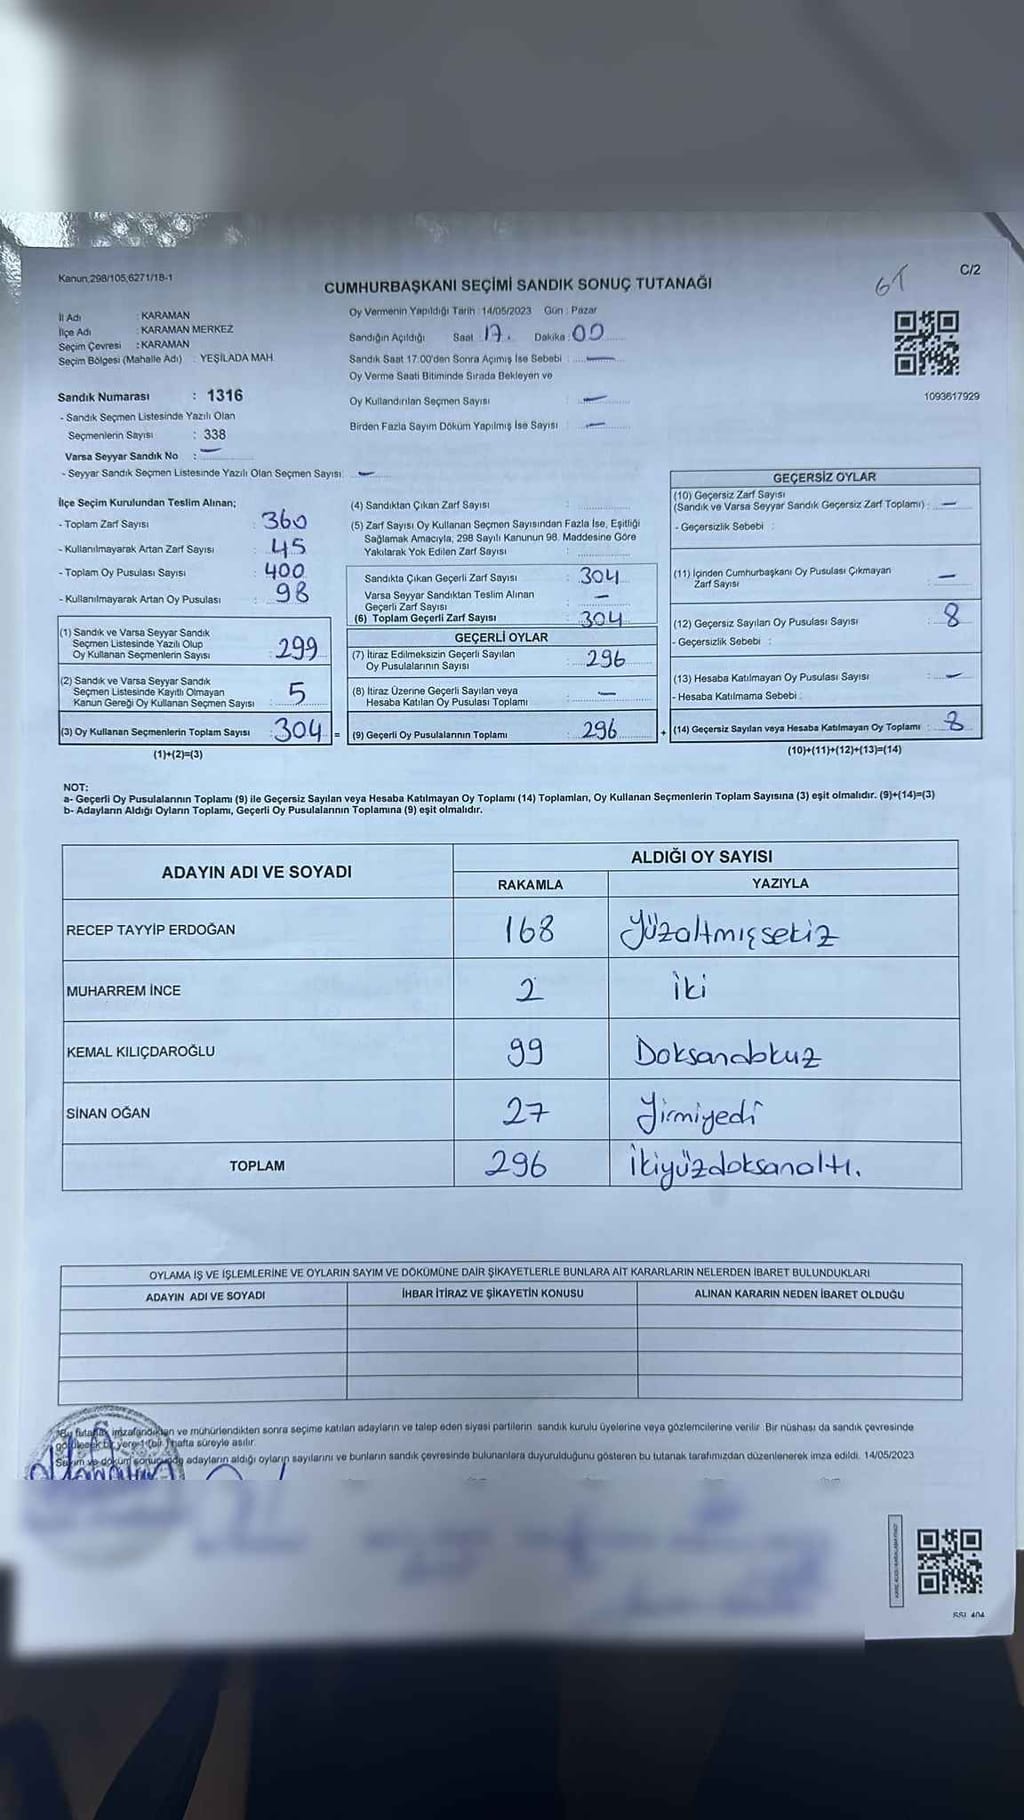 Kanun,298/105,6271/18-1
C/2
6T
CUMHURBAŞKANI SEÇİMİ SANDIK SONUÇ TUTANAĞI
İl Adı : KARAMAN
İlçe Adı : KARAMAN MERKEZ
Seçim Çevresi : KARAMAN
Seçim Bölgesi (Mahalle Adı) : YEŞİLADA MAH.
Oy Vermenin Yapıldığı Tarih : 14/05/2023 Gün : Pazar
Sandığın Açıldığı Saat : 17. Dakika : 00
Sandık Saat 17:00'den Sonra Açımış İse Sebebi : —
Oy Verme Saati Bitiminde Sırada Bekleyen ve
Oy Kullandırılan Seçmen Sayısı : —
Birden Fazla Sayım Döküm Yapılmış İse Sayısı : —
1093617929
Sandık Numarası : 1316
- Sandık Seçmen Listesinde Yazılı Olan
Seçmenlerin Sayısı : 338
Varsa Seyyar Sandık No : —
- Seyyar Sandık Seçmen Listesinde Yazılı Olan Seçmen Sayısı: —
İlçe Seçim Kurulundan Teslim Alınan;
- Toplam Zarf Sayısı : 360
- Kullanılmayarak Artan Zarf Sayısı : 45
- Toplam Oy Pusulası Sayısı : 400
- Kullanılmayarak Artan Oy Pusulası : 98
(1) Sandık ve Varsa Seyyar Sandık
Seçmen Listesinde Yazılı Olup
Oy Kullanan Seçmenlerin Sayısı : 299
(2) Sandık ve Varsa Seyyar Sandık
Seçmen Listesinde Kayıtlı Olmayan
Kanun Gereği Oy Kullanan Seçmen Sayısı : 5
(3) Oy Kullanan Seçmenlerin Toplam Sayısı : 304 =
(1)+(2)=(3)
(4) Sandıktan Çıkan Zarf Sayısı :
(5) Zarf Sayısı Oy Kullanan Seçmen Sayısından Fazla İse, Eşitliği
Sağlamak Amacıyla, 298 Sayılı Kanunun 98. Maddesine Göre
Yakılarak Yok Edilen Zarf Sayısı :
Sandıkta Çıkan Geçerli Zarf Sayısı : 304
Varsa Seyyar Sandıktan Teslim Alınan
Geçerli Zarf Sayısı : —
(6) Toplam Geçerli Zarf Sayısı : 304
GEÇERLİ OYLAR
(7) İtiraz Edilmeksizin Geçerli Sayılan
Oy Pusulalarının Sayısı : 296
(8) İtiraz Üzerine Geçerli Sayılan veya
Hesaba Katılan Oy Pusulası Toplamı : —
(9) Geçerli Oy Pusulalarının Toplamı : 296 +
GEÇERSİZ OYLAR
(10) Geçersiz Zarf Sayısı
(Sandık ve Varsa Seyyar Sandık Geçersiz Zarf Toplamı) : —
- Geçersizlik Sebebi :
(11) İçinden Cumhurbaşkanı Oy Pusulası Çıkmayan
Zarf Sayısı : —
(12) Geçersiz Sayılan Oy Pusulası Sayısı : 8
- Geçersizlik Sebebi :
(13) Hesaba Katılmayan Oy Pusulası Sayısı : —
- Hesaba Katılmama Sebebi :
(14) Geçersiz Sayılan veya Hesaba Katılmayan Oy Toplamı : 8
(10)+(11)+(12)+(13)=(14)
NOT:
a- Geçerli Oy Pusulalarının Toplamı (9) ile Geçersiz Sayılan veya Hesaba Katılmayan Oy Toplamı (14) Toplamları, Oy Kullanan Seçmenlerin Toplam Sayısına (3) eşit olmalıdır. (9)+(14)=(3)
b- Adayların Aldığı Oyların Toplamı, Geçerli Oy Pusulalarının Toplamına (9) eşit olmalıdır.
ADAYIN ADI VE SOYADI ALDIĞI OY SAYISI
RAKAMLA YAZIYLA
RECEP TAYYİP ERDOĞAN 168 Yüzaltmışsekiz
MUHARREM İNCE 2 İki
KEMAL KILIÇDAROĞLU 99 Doksandokuz
SİNAN OĞAN 27 Yirmiyedi
TOPLAM 296 İkiyüzdoksanaltı.
OYLAMA İŞ VE İŞLEMLERİNE VE OYLARIN SAYIM VE DÖKÜMÜNE DAİR ŞİKAYETLERLE BUNLARA AİT KARARLARIN NELERDEN İBARET BULUNDUKLARI
ADAYIN ADI VE SOYADI İHBAR İTİRAZ VE ŞİKAYETİN KONUSU ALINAN KARARIN NEDEN İBARET OLDUĞU
Bu tutanak imzalandıktan ve mühürlendikten sonra seçime katılan adayların ve talep eden siyasi partilerin sandık kurulu üyelerine veya gözlemcilerine verilir. Bir nüshası da sandık çevresinde
görülecek bir yere 1 (bir) hafta süreyle asılır.
Sayım ve döküm sonucunda adayların aldığı oyların sayılarını ve bunların sandık çevresinde bulunanlara duyurulduğunu gösteren bu tutanak tarafımızdan düzenlenerek imza edildi. 14/05/2023